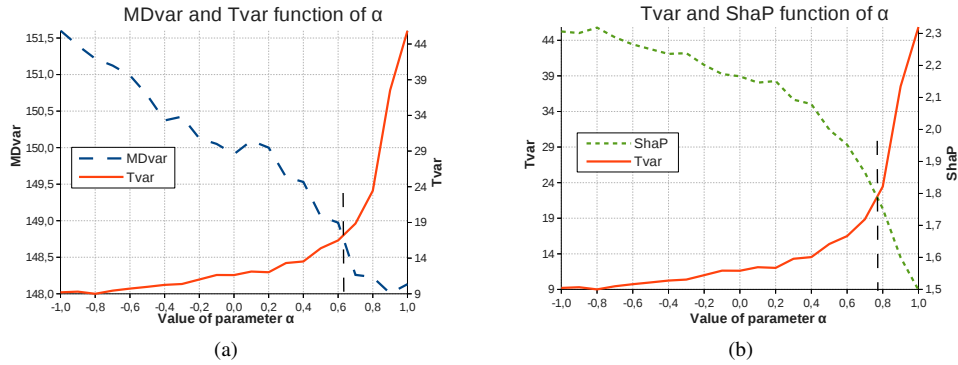 MDvar and Tvar function of α
151,5
151,0
150,5
150,0
149,5
149,0
148,5
148,0
MDvar
44
39
34
29
24
19
14
9
Tvar
MDvar
Tvar
-1,0 -0,8 -0,6 -0,4 -0,2 0,0 0,2 0,4 0,6 0,8 1,0
Value of parameter α
(a)
Tvar and ShaP function of α
44
39
34
29
24
19
14
9
Tvar
2,3
2,2
2,1
2,0
1,9
1,8
1,7
1,6
1,5
ShaP
ShaP
Tvar
-1,0 -0,8 -0,6 -0,4 -0,2 0,0 0,2 0,4 0,6 0,8 1,0
Value of parameter α
(b)